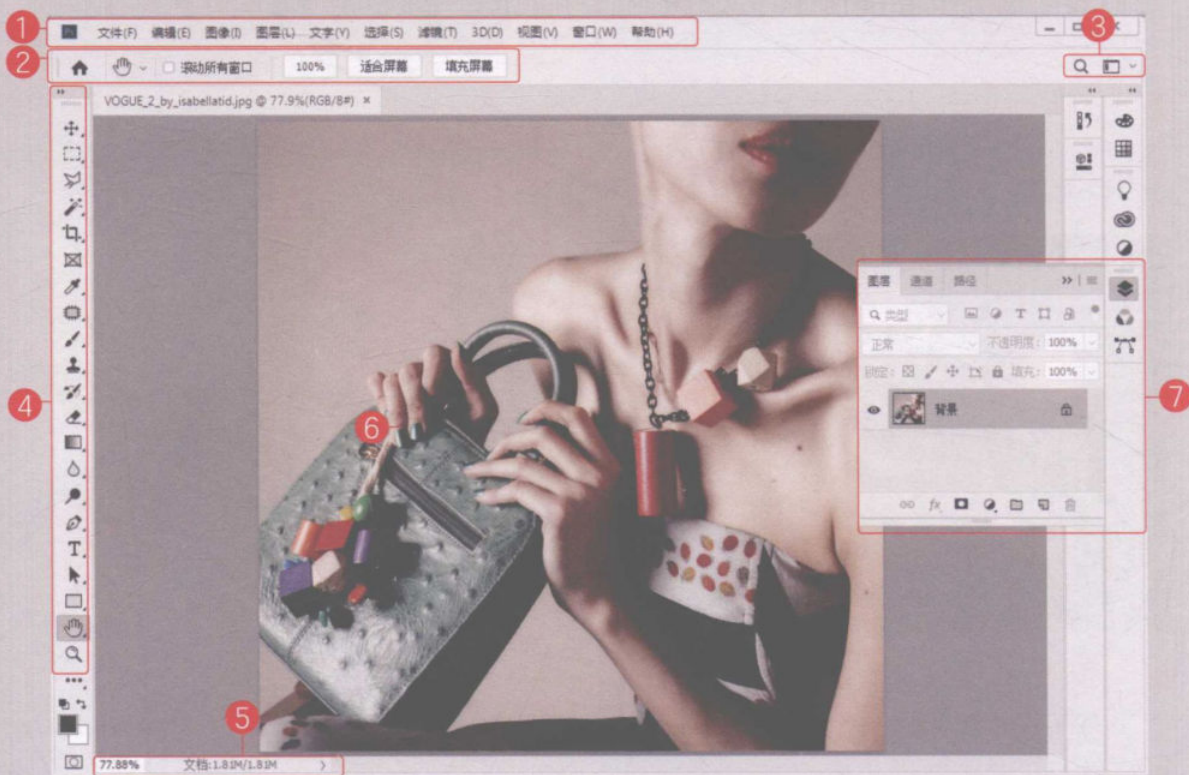 1
Ps 文件(F) 编辑(E) 图像(I) 图层(L) 文字(Y) 选择(S) 滤镜(T) 3D(D) 视图(V) 窗口(W) 帮助(H)
3
2
滚动所有窗口 100% 适合屏幕 填充屏幕
VOGUE_2_by_isabellatid.jpg @ 77.9%(RGB/8#) ×
图层 通道 路径
类型
正常 不透明度: 100%
锁定: 填充: 100%
背景
fx
7
4
6
T
5
77.88% 文档:1.81M/1.81M